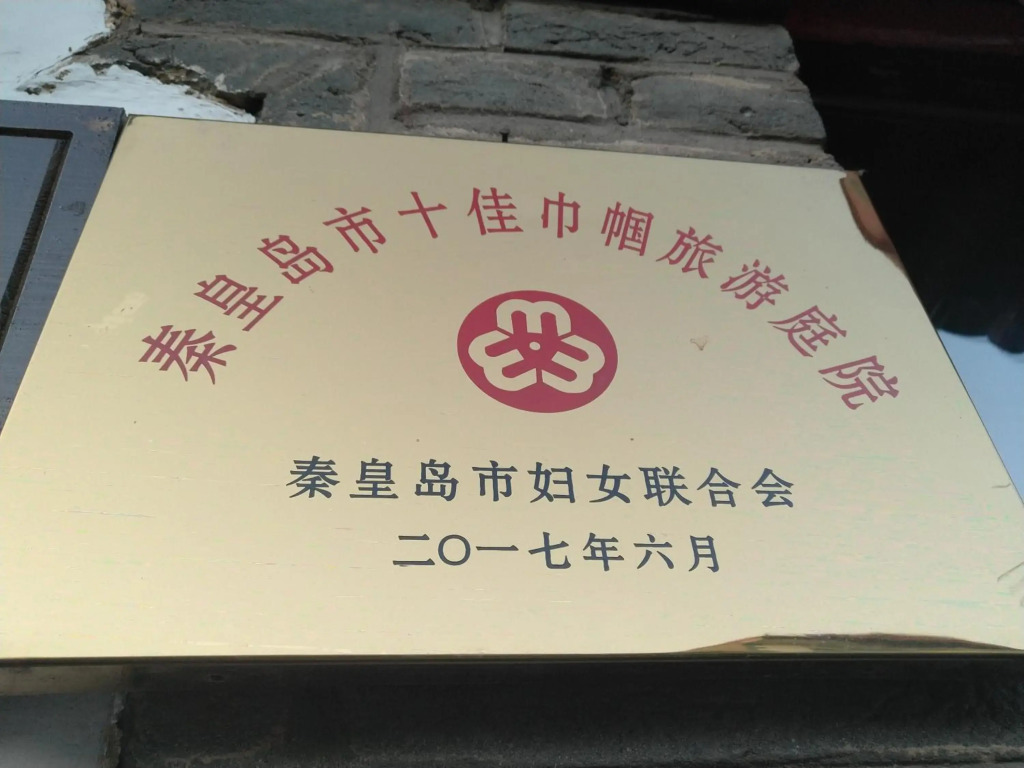 秦皇岛市十佳巾帼旅游庭院
秦皇岛市妇女联合会
二〇一七年六月